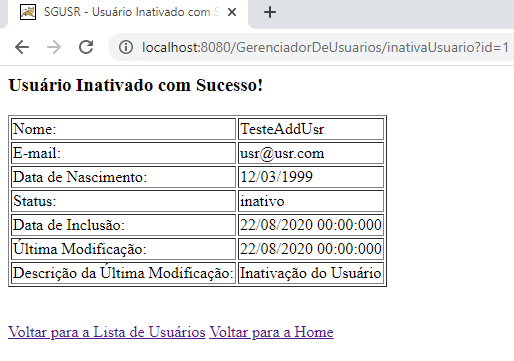 SGUSR - Usuário Inativado com S
localhost:8080/GerenciadorDeUsuarios/inativaUsuario?id=1
Usuário Inativado com Sucesso!
Nome: TesteAddUsr
E-mail: usr@usr.com
Data de Nascimento: 12/03/1999
Status: inativo
Data de Inclusão: 22/08/2020 00:00:000
Última Modificação: 22/08/2020 00:00:000
Descrição da Última Modificação: Inativação do Usuário
Voltar para a Lista de Usuários Voltar para a Home